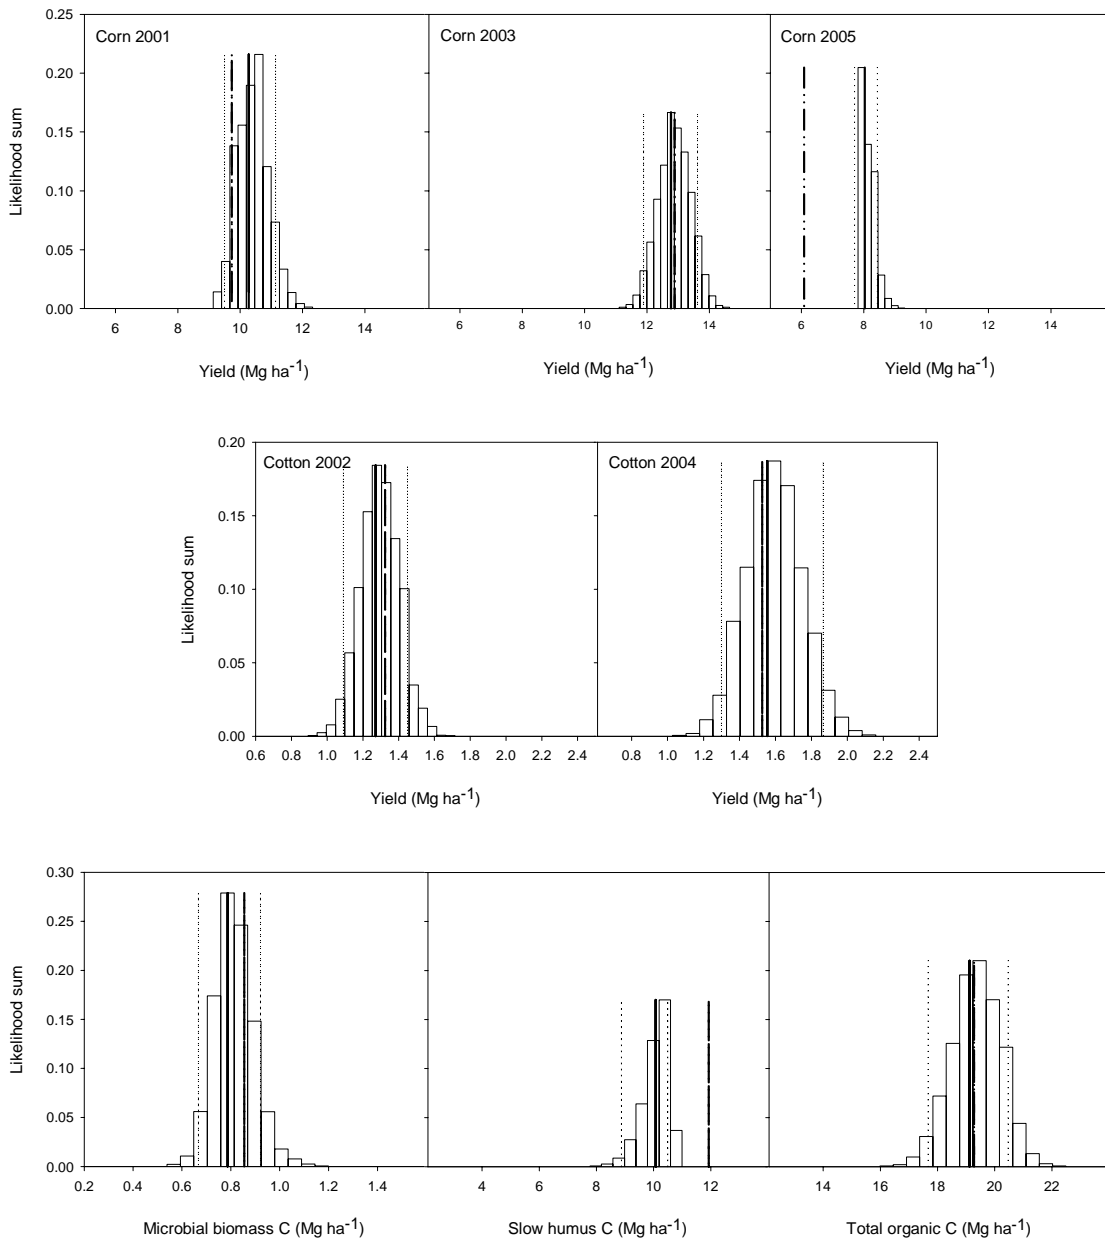 0.25
0.20
0.15
0.10
0.05
0.00
Likelihood sum
Corn 2001
Corn 2003
Corn 2005
6 8 10 12 14
6 8 10 12 14
6 8 10 12 14
Yield (Mg ha-1)
Yield (Mg ha-1)
Yield (Mg ha-1)
0.20
0.15
0.10
0.05
0.00
Likelihood sum
Cotton 2002
Cotton 2004
0.6 0.8 1.0 1.2 1.4 1.6 1.8 2.0 2.2 2.4
0.8 1.0 1.2 1.4 1.6 1.8 2.0 2.2 2.4
Yield (Mg ha-1)
Yield (Mg ha-1)
0.30
0.25
0.20
0.15
0.10
0.05
0.00
Likelihood sum
0.2 0.4 0.6 0.8 1.0 1.2 1.4
4 6 8 10 12
14 16 18 20 22
Microbial biomass C (Mg ha-1)
Slow humus C (Mg ha-1)
Total organic C (Mg ha-1)